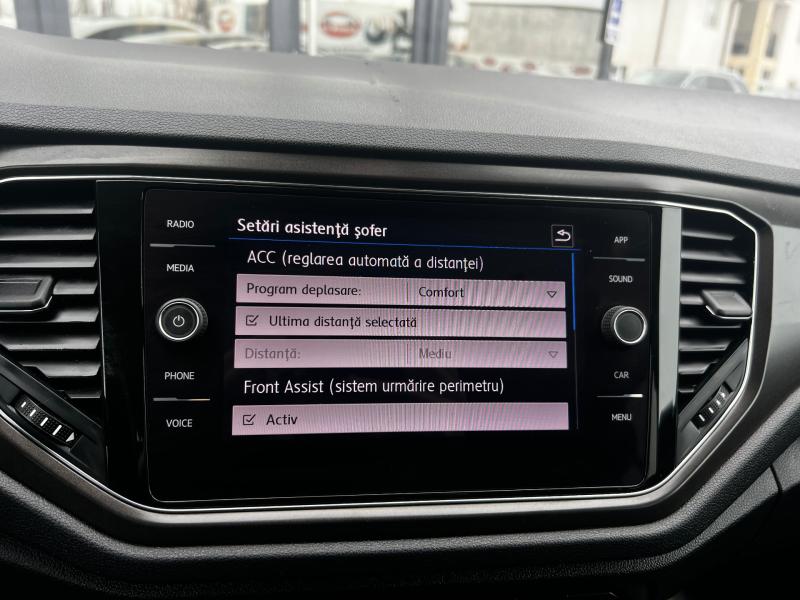 RADIO
MEDIA
PHONE
VOICE
Setări asistenţă şofer
ACC (reglarea automată a distanţei)
Program deplasare: Comfort
Ultima distanţă selectată
Distanţă: Mediu
Front Assist (sistem urmărire perimetru)
Activ
APP
SOUND
CAR
MENU